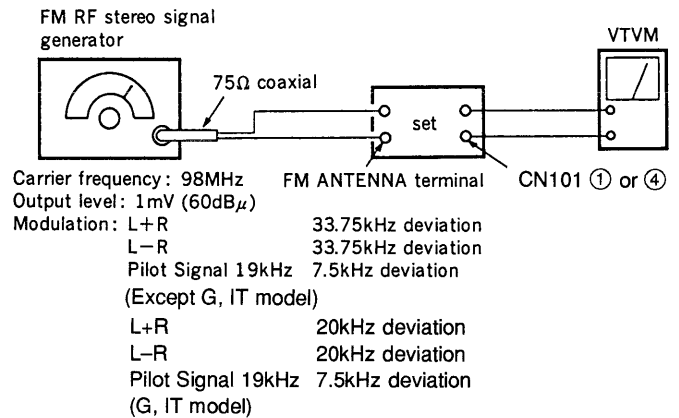 FM RF stereo signal
generator
VTVM
75Ω coaxial
set
Carrier frequency: 98MHz
FM ANTENNA terminal
CN101 ① or ④
Output level: 1mV (60dBμ)
Modulation: L+R 33.75kHz deviation
L−R 33.75kHz deviation
Pilot Signal 19kHz 7.5kHz deviation
(Except G, IT model)
L+R 20kHz deviation
L−R 20kHz deviation
Pilot Signal 19kHz 7.5kHz deviation
(G, IT model)